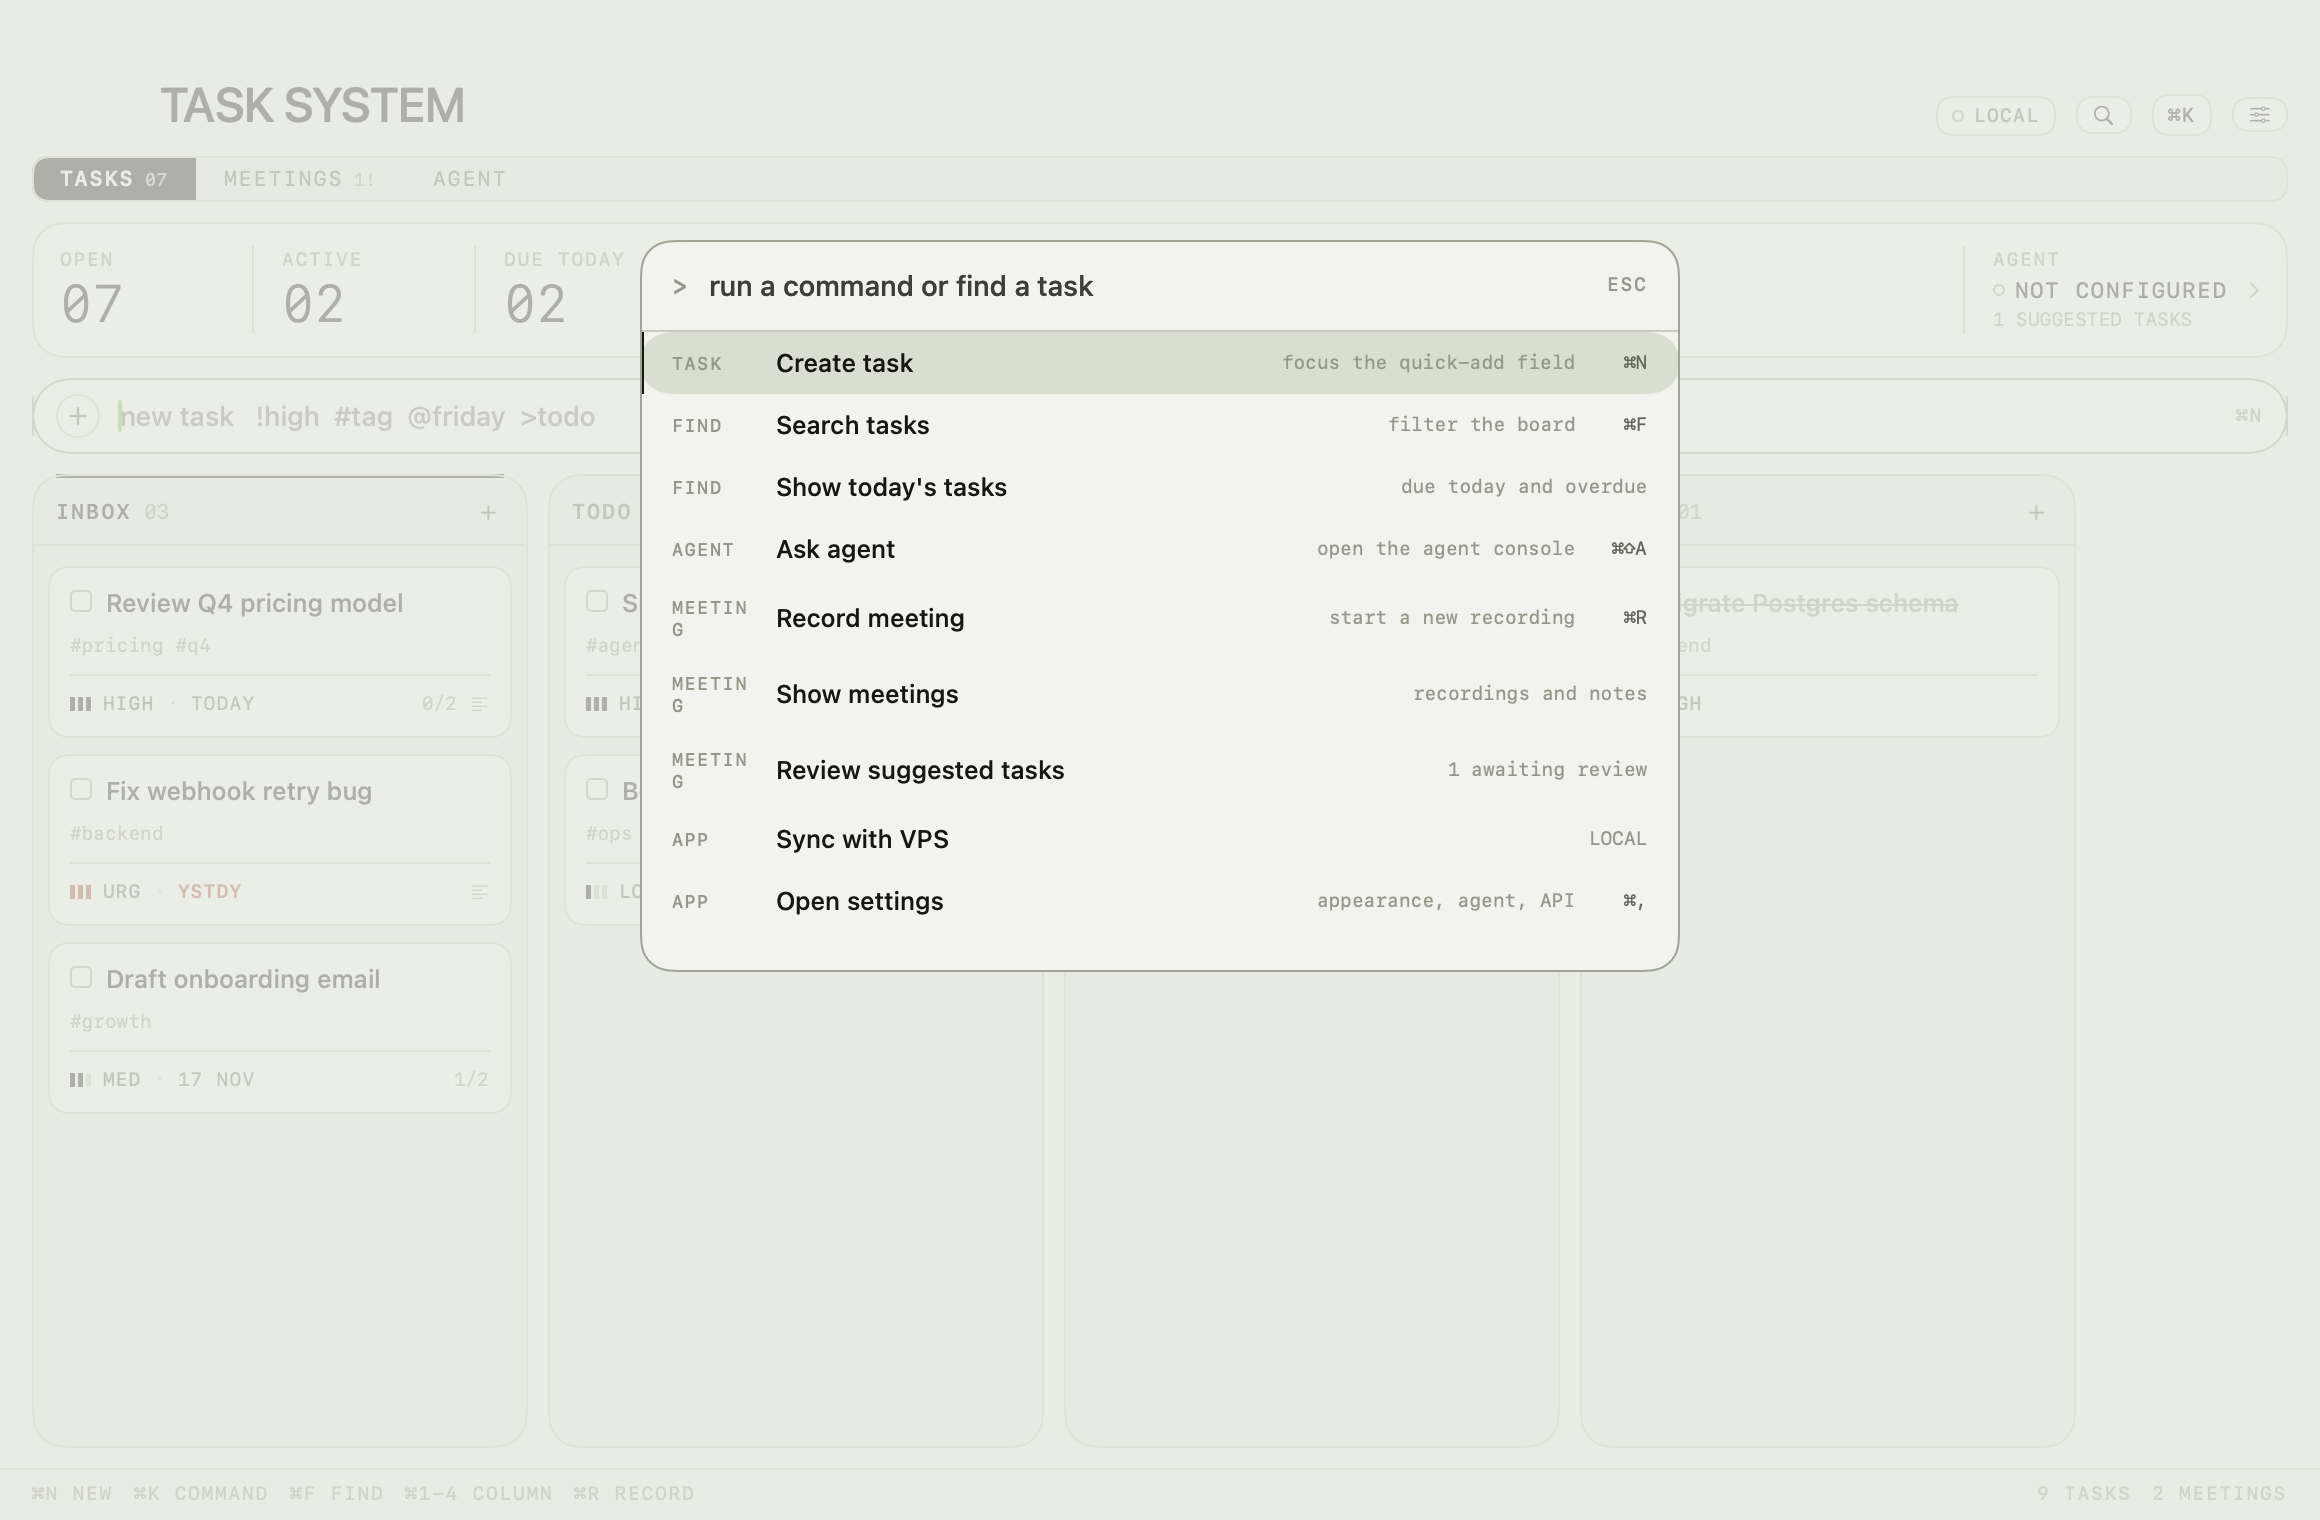 TASK SYSTEM
LOCAL
⌘K
TASKS 07
MEETINGS 1!
AGENT
OPEN
07
ACTIVE
02
DUE TODAY
02
AGENT
NOT CONFIGURED
1 SUGGESTED TASKS
new task !high #tag @friday >todo
⌘N
> run a command or find a task
ESC
TASK Create task focus the quick-add field ⌘N
FIND Search tasks filter the board ⌘F
FIND Show today's tasks due today and overdue
AGENT Ask agent open the agent console ⌘⇧A
MEETIN
G
Record meeting start a new recording ⌘R
MEETIN
G
Show meetings recordings and notes
MEETIN
G
Review suggested tasks 1 awaiting review
APP Sync with VPS LOCAL
APP Open settings appearance, agent, API ⌘,
INBOX 03 +
Review Q4 pricing model
#pricing #q4
HIGH · TODAY 0/2
Fix webhook retry bug
#backend
URG · YSTDY
Draft onboarding email
#growth
MED · 17 NOV 1/2
TODO
#ops
01 +
Postgres schema
⌘N NEW ⌘K COMMAND ⌘F FIND ⌘1-4 COLUMN ⌘R RECORD
9 TASKS 2 MEETINGS